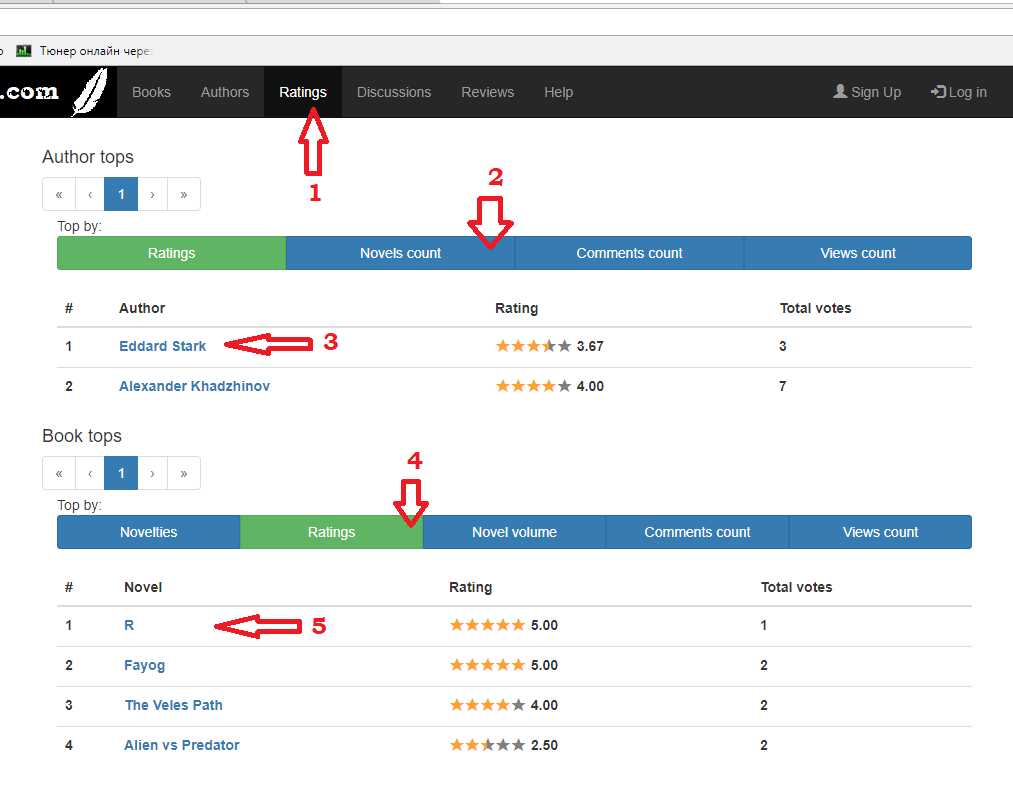 Тюнер онлайн чере
.com Books Authors Ratings Discussions Reviews Help Sign Up Log in
1
Author tops
2
« ‹ 1 › »
Top by:
Ratings Novels count Comments count Views count
# Author Rating Total votes
1 Eddard Stark 3 3.67 3
2 Alexander Khadzhinov 4.00 7
Book tops
4
« ‹ 1 › »
Top by:
Novelties Ratings Novel volume Comments count Views count
# Novel Rating Total votes
1 R 5 5.00 1
2 Fayog 5.00 2
3 The Veles Path 4.00 2
4 Alien vs Predator 2.50 2